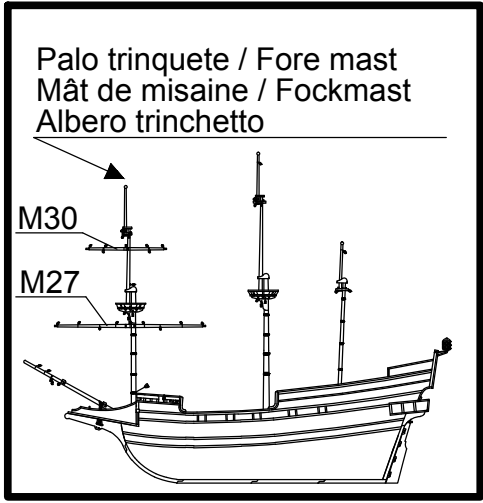 Palo trinquete / Fore mast
Mât de misaine / Fockmast
Albero trinchetto
M30
M27